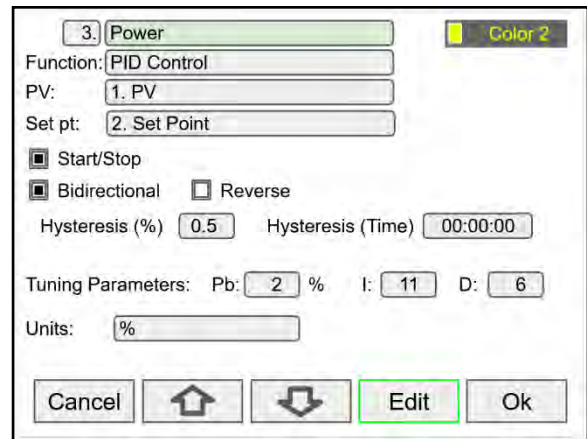 3. Power Color 2
Function: PID Control
PV: 1. PV
Set pt: 2. Set Point
Start/Stop
Bidirectional Reverse
Hysteresis (%) 0.5 Hysteresis (Time) 00:00:00
Tuning Parameters: Pb: 2 % I: 11 D: 6
Units: %
Cancel Edit Ok